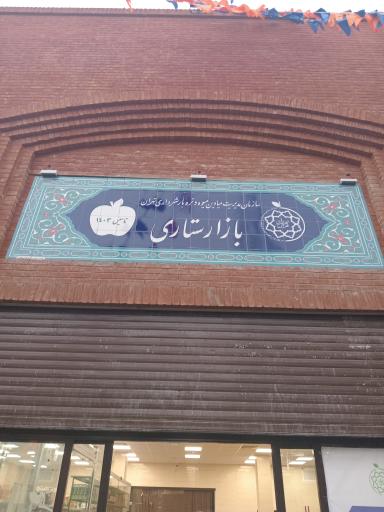 سازمان مدیریت میادین میوه و تره بار شهرداری تهران
بازار ستاری
تاسیس ۱۴۰۳